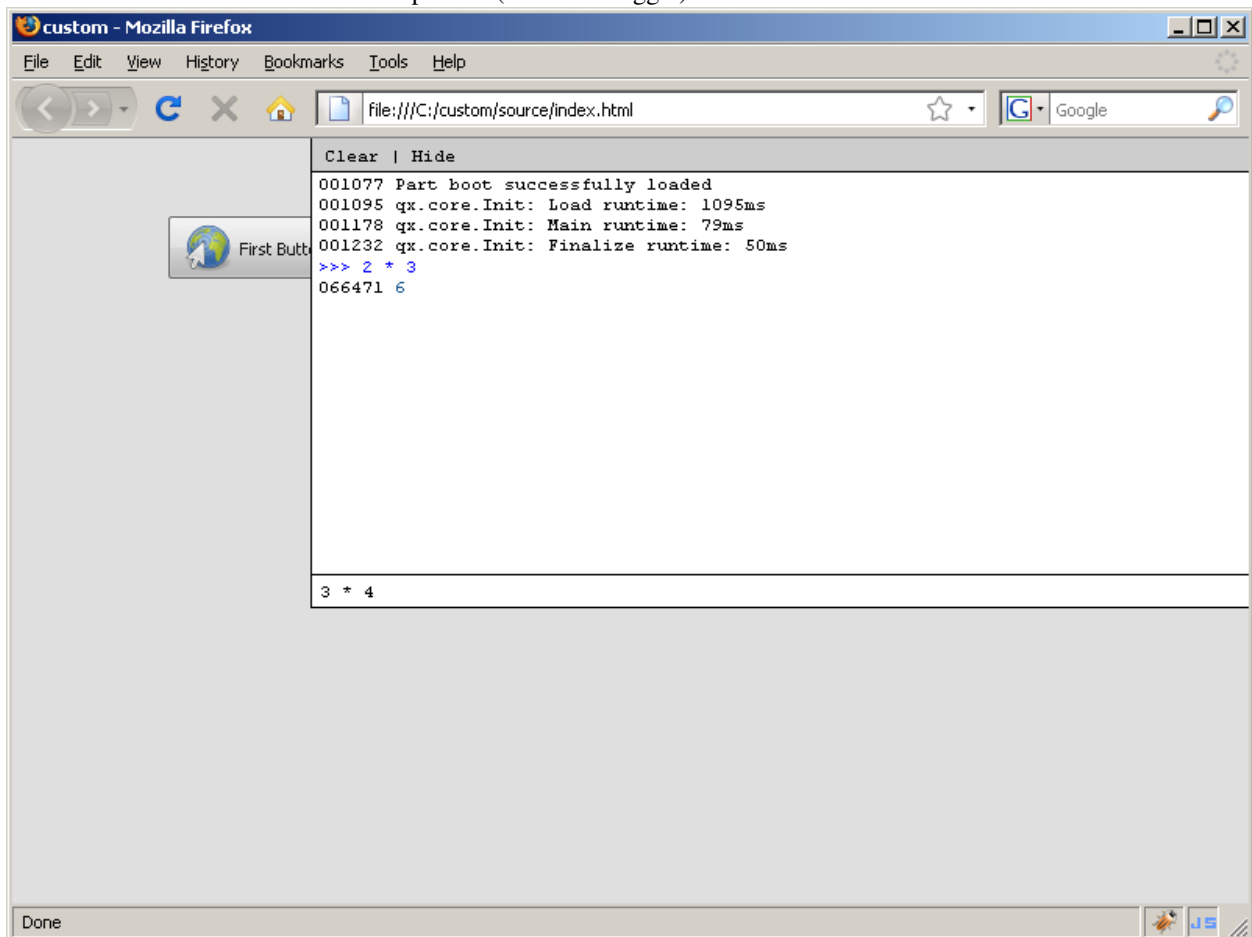 custom - Mozilla Firefox
File Edit View History Bookmarks Tools Help
file:///C:/custom/source/index.html
G Google
Clear | Hide
001077 Part boot successfully loaded
001095 qx.core.Init: Load runtime: 1095ms
001178 qx.core.Init: Main runtime: 79ms
First Butt
001232 qx.core.Init: Finalize runtime: 50ms
>>> 2 * 3
066471 6
3 * 4
Done
JS